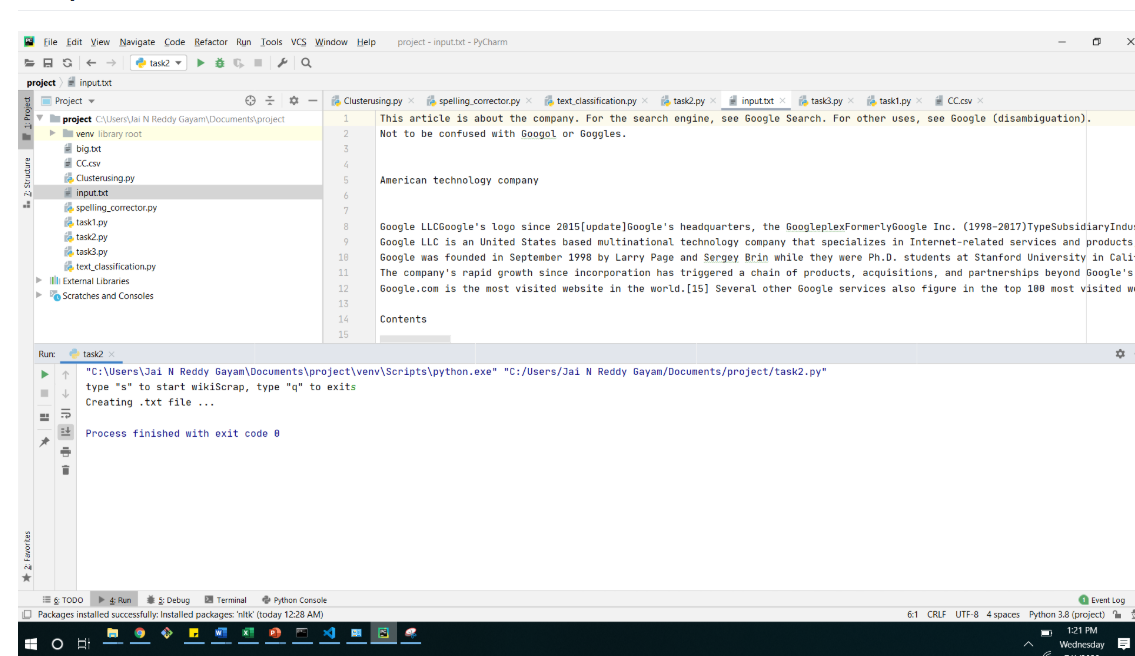 File Edit View Navigate Code Refactor Run Tools VCS Window Help project - input.txt - PyCharm
task2
project input.txt
1: Project
Project
Clusterusing.py spelling_corrector.py text_classification.py task2.py input.txt task3.py task1.py CC.csv
project C:\Users\Jai N Reddy Gayam\Documents\project
venv library root
big.txt
CC.csv
Clusterusing.py
input.txt
spelling_corrector.py
task1.py
task2.py
task3.py
text_classification.py
External Libraries
Scratches and Consoles
7: Structure
1 This article is about the company. For the search engine, see Google Search. For other uses, see Google (disambiguation).
2 Not to be confused with Googol or Goggles.
3
4
5 American technology company
6
7
8 Google LLCGoogle's logo since 2015[update]Google's headquarters, the GoogleplexFormerlyGoogle Inc. (1998-2017)TypeSubsidiaryIndus
9 Google LLC is an United States based multinational technology company that specializes in Internet-related services and products
10 Google was founded in September 1998 by Larry Page and Sergey Brin while they were Ph.D. students at Stanford University in Cali
11 The company's rapid growth since incorporation has triggered a chain of products, acquisitions, and partnerships beyond Google's
12 Google.com is the most visited website in the world.[15] Several other Google services also figure in the top 100 most visited we
13
14 Contents
15
Run: task2
"C:\Users\Jai N Reddy Gayam\Documents\project\venv\Scripts\python.exe" "C:/Users/Jai N Reddy Gayam/Documents/project/task2.py"
type "s" to start wikiScrap, type "q" to exits
Creating .txt file ...
Process finished with exit code 0
2: Favorites
6: TODO 4: Run 5: Debug Terminal Python Console 1 Event Log
Packages installed successfully: Installed packages: 'nltk' (today 12:28 AM) 6:1 CRLF UTF-8 4 spaces Python 3.8 (project)
1:21 PM
Wednesday